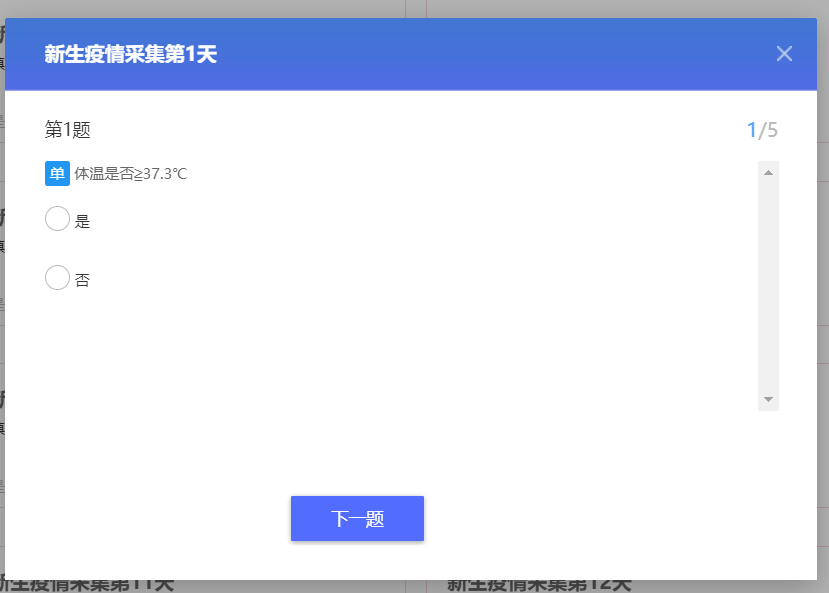 新生疫情采集第1天
第1题
1/5
单 体温是否≥37.3℃
是
否
下一题
新生疫情采集第11天
新生疫情采集第12天